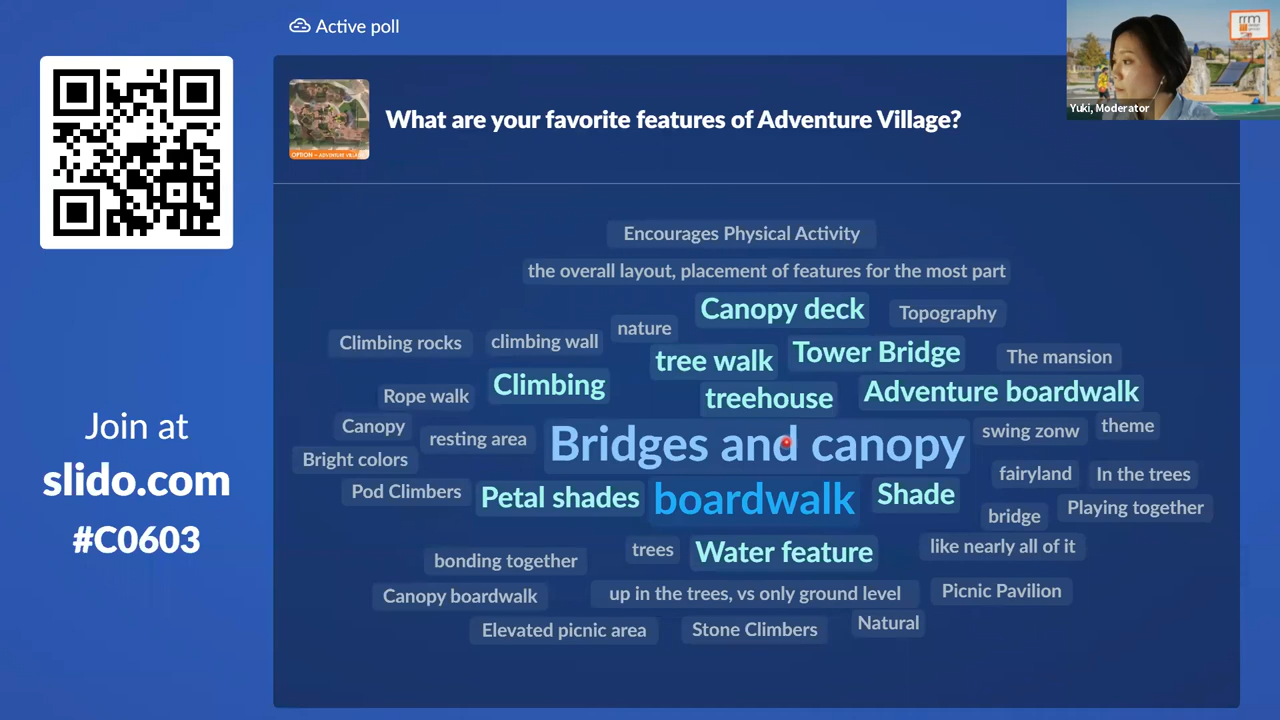 Active poll
rrm
Yuki, Moderator
What are your favorite features of Adventure Village?
OPTION – ADVENTURE VILLA
Join at
slido.com
#C0603
Encourages Physical Activity
the overall layout, placement of features for the most part
Canopy deck
Topography
nature
Climbing rocks
climbing wall
tree walk
Tower Bridge
The mansion
Rope walk
Climbing
treehouse
Adventure boardwalk
Canopy
resting area
Bridges and canopy
swing zonw
theme
Bright colors
fairyland
In the trees
Pod Climbers
Petal shades
boardwalk
Shade
bridge
Playing together
bonding together
trees
Water feature
like nearly all of it
Canopy boardwalk
up in the trees, vs only ground level
Picnic Pavilion
Elevated picnic area
Stone Climbers
Natural